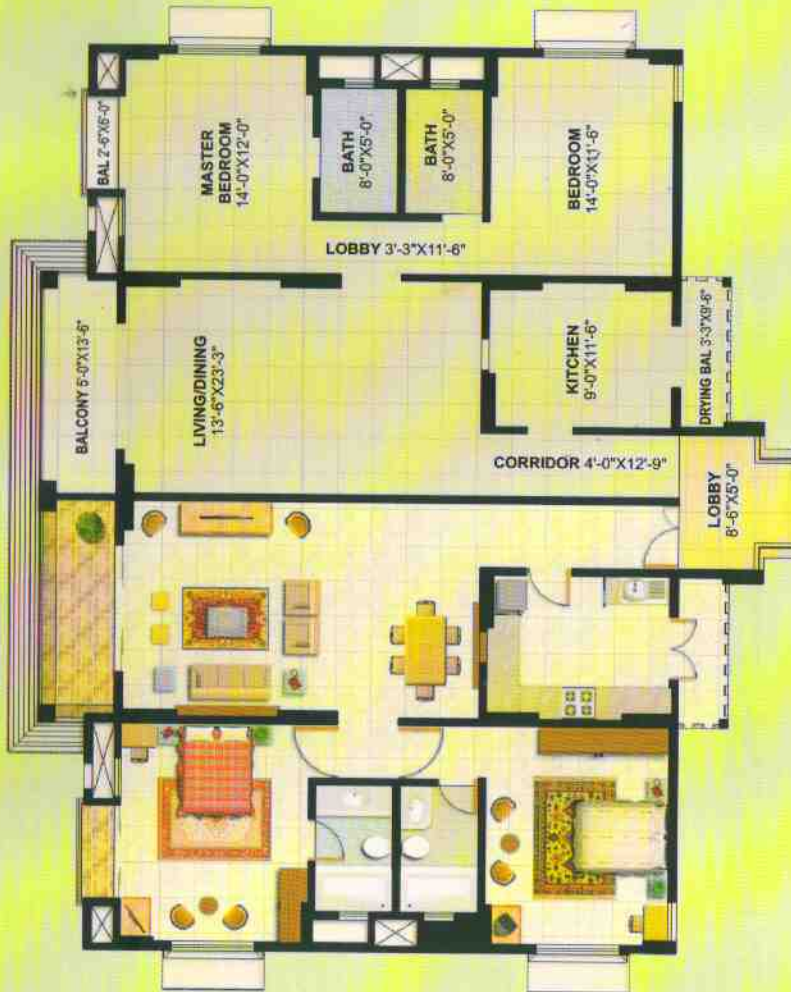 BAL 2'-6"X6'-0"
MASTER
BEDROOM
14'-0"X12'-0"
BATH
8'-0"X5'-0"
BATH
8'-0"X5'-0"
BEDROOM
14'-0"X11'-6"
LOBBY 3'-3"X11'-6"
BALCONY 5'-0"X13'-6"
LIVING/DINING
13'-6"X23'-3"
KITCHEN
9'-0"X11'-6"
DRYING BAL 3'-3"X9'-6"
CORRIDOR 4'-0"X12'-9"
LOBBY
8'-6"X5'-0"